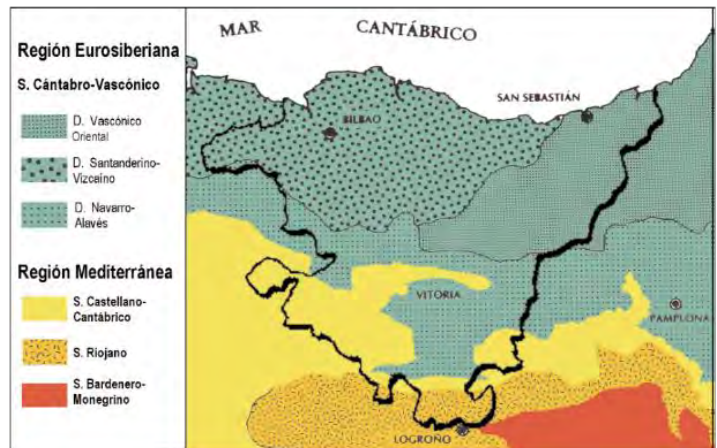 Región Eurosiberiana
S. Cántabro-Vascónico
D. Vascónico
Oriental
D. Santanderino-
Vizcaino
D. Navarro-
Alavés
Región Mediterránea
S. Castellano-
Cantábrico
S. Riojano
S. Bardenero-
Monegrino
MAR CANTÁBRICO
SAN SEBASTIÁN
BILBAO
VITORIA
PAMPLONA
LOGROÑO